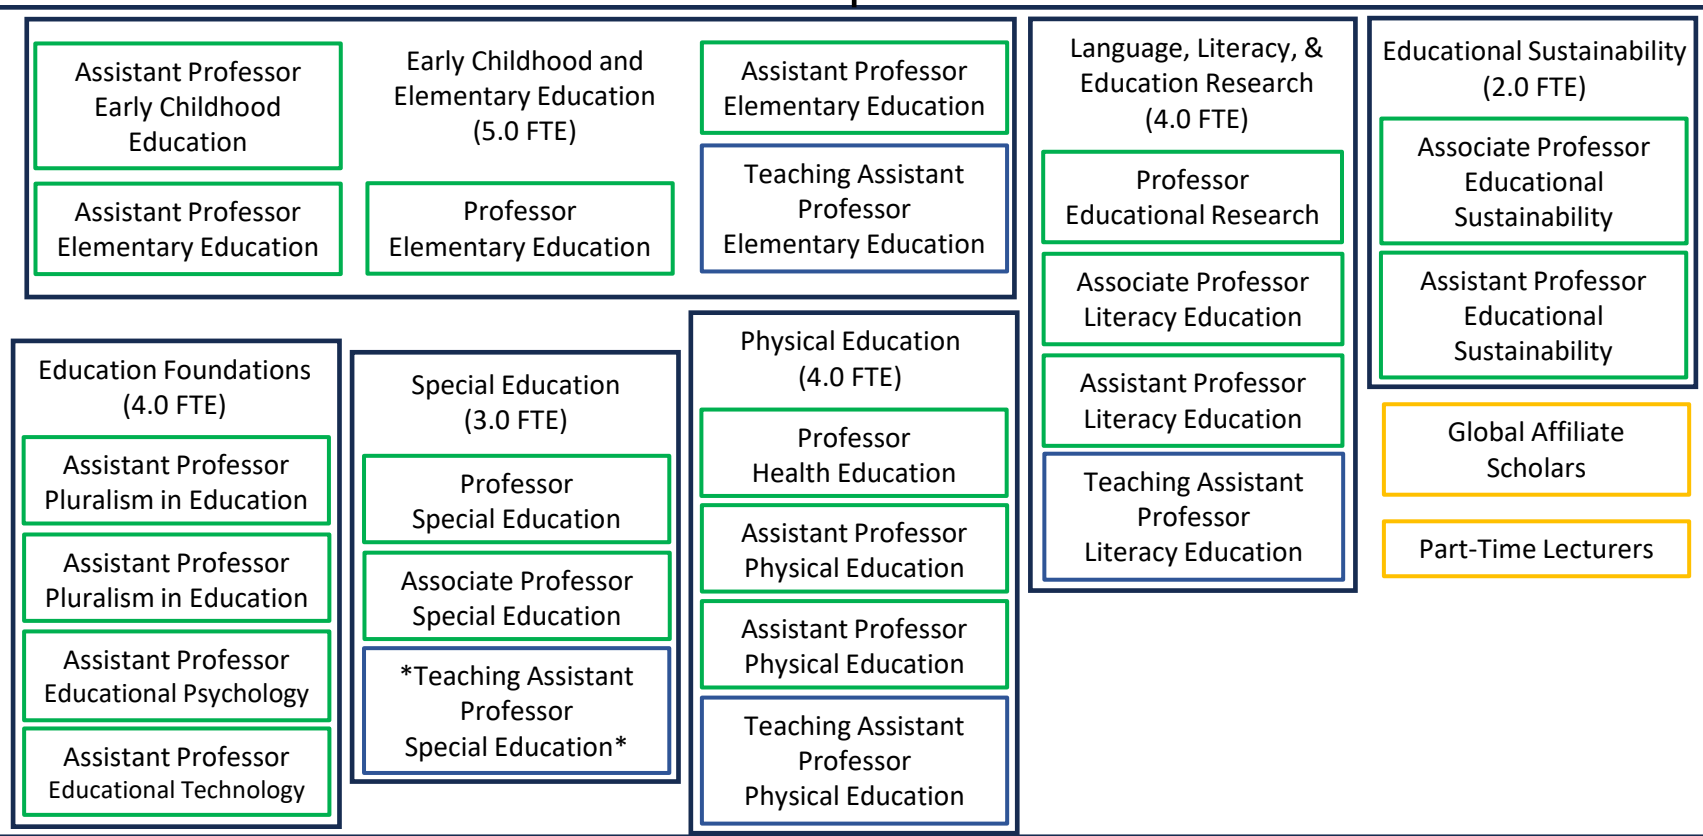 Early Childhood and
Elementary Education
(5.0 FTE)
Assistant Professor
Early Childhood
Education
Assistant Professor
Elementary Education
Professor
Elementary Education
Assistant Professor
Elementary Education
Teaching Assistant
Professor
Elementary Education
Language, Literacy, &
Education Research
(4.0 FTE)
Professor
Educational Research
Associate Professor
Literacy Education
Assistant Professor
Literacy Education
Teaching Assistant
Professor
Literacy Education
Educational Sustainability
(2.0 FTE)
Associate Professor
Educational
Sustainability
Assistant Professor
Educational
Sustainability
Global Affiliate
Scholars
Part-Time Lecturers
Education Foundations
(4.0 FTE)
Assistant Professor
Pluralism in Education
Assistant Professor
Pluralism in Education
Assistant Professor
Educational Psychology
Assistant Professor
Educational Technology
Special Education
(3.0 FTE)
Professor
Special Education
Associate Professor
Special Education
*Teaching Assistant
Professor
Special Education*
Physical Education
(4.0 FTE)
Professor
Health Education
Assistant Professor
Physical Education
Assistant Professor
Physical Education
Teaching Assistant
Professor
Physical Education